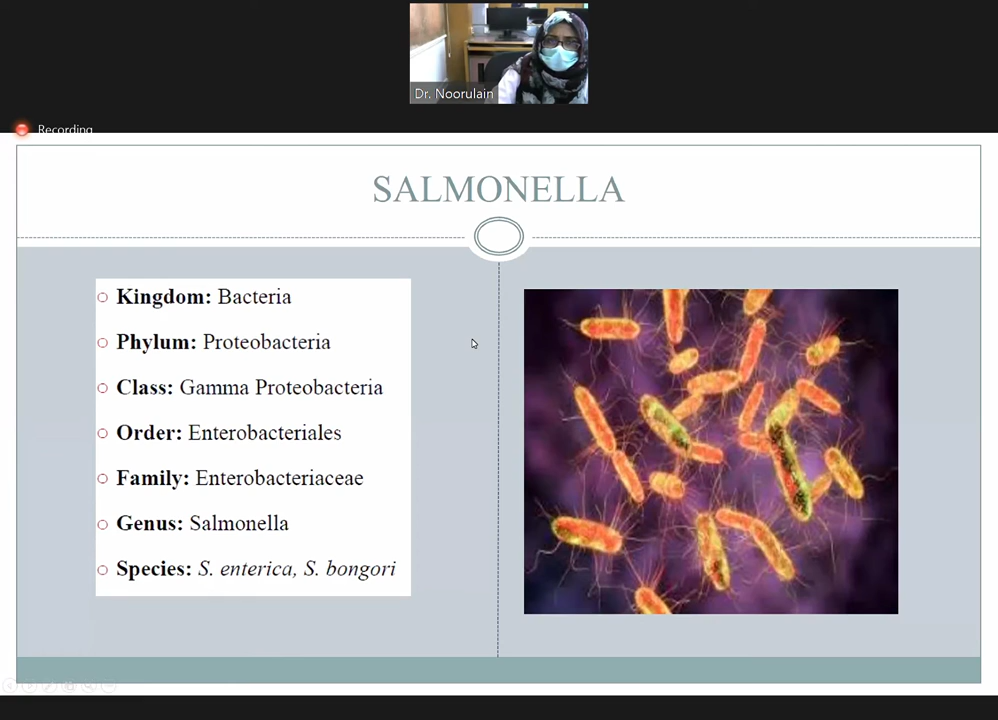 Dr. Noorulain
Recording
SALMONELLA
Kingdom: Bacteria
Phylum: Proteobacteria
Class: Gamma Proteobacteria
Order: Enterobacteriales
Family: Enterobacteriaceae
Genus: Salmonella
Species: S. enterica, S. bongori